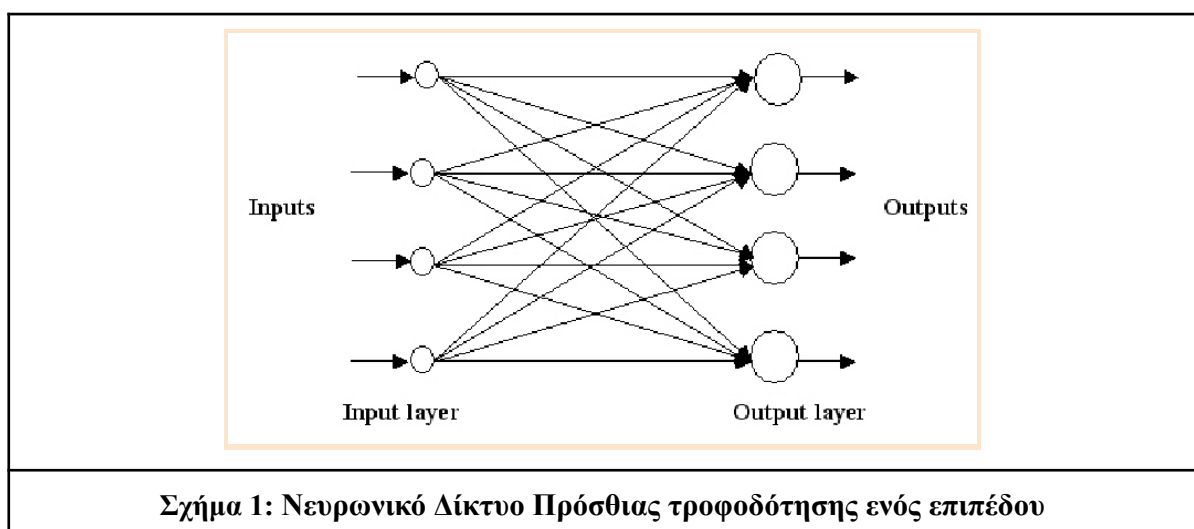 Inputs
Outputs
Input layer
Output layer
Σχήμα 1: Νευρωνικό Δίκτυο Πρόσθιας τροφοδότησης ενός επιπέδου